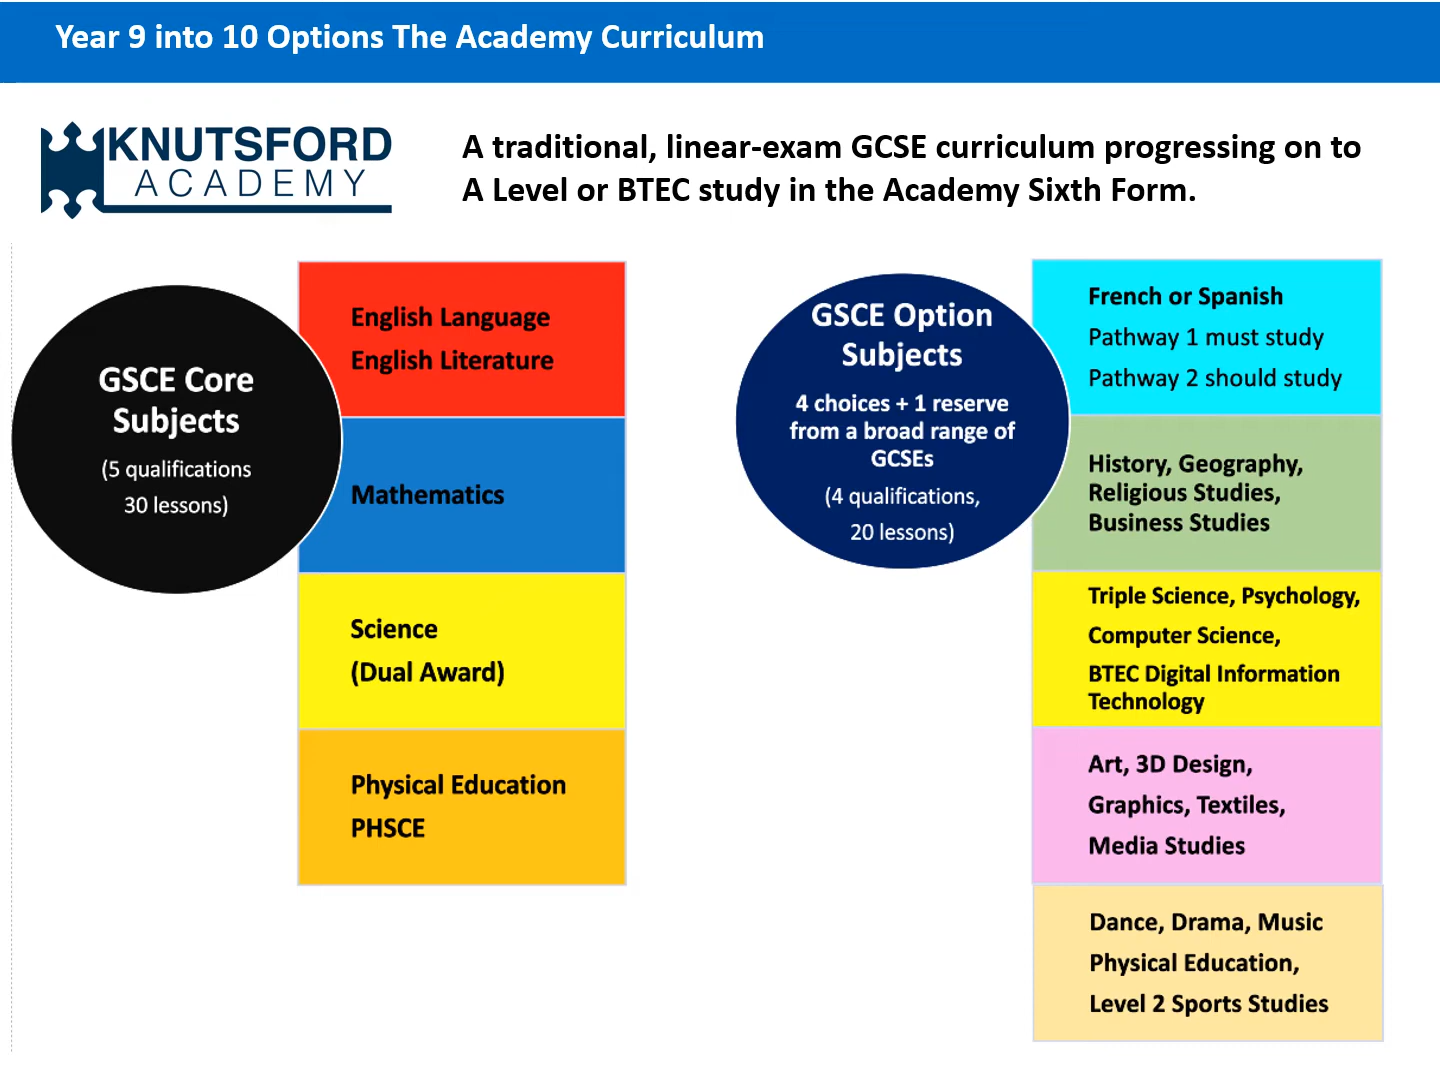 Year 9 into 10 Options The Academy Curriculum
KNUTSFORD
ACADEMY
A traditional, linear-exam GCSE curriculum progressing on to
A Level or BTEC study in the Academy Sixth Form.
GSCE Core
Subjects
(5 qualifications
30 lessons)
English Language
English Literature
Mathematics
Science
(Dual Award)
Physical Education
PHSCE
GSCE Option
Subjects
4 choices + 1 reserve
from a broad range of
GCSEs
(4 qualifications,
20 lessons)
French or Spanish
Pathway 1 must study
Pathway 2 should study
History, Geography,
Religious Studies,
Business Studies
Triple Science, Psychology,
Computer Science,
BTEC Digital Information
Technology
Art, 3D Design,
Graphics, Textiles,
Media Studies
Dance, Drama, Music
Physical Education,
Level 2 Sports Studies